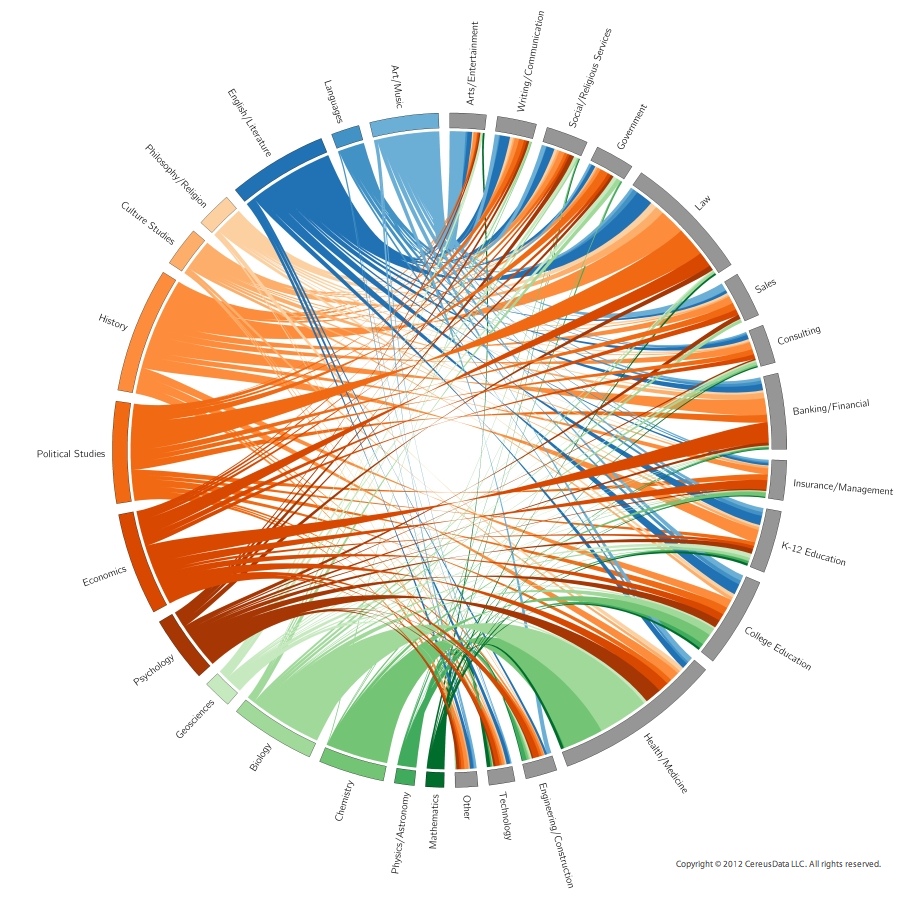 Arts/Entertainment
Writing/Communication
Social/Religious Services
Government
Law
Sales
Consulting
Banking/Financial
Insurance/Management
K-12 Education
College Education
Health/Medicine
Engineering/Construction
Technology
Other
Mathematics
Physics/Astronomy
Chemistry
Biology
Geosciences
Psychology
Economics
Political Studies
History
Culture Studies
Philosophy/Religion
English/Literature
Languages
Art/Music
Copyright © 2012 CereusData LLC. All rights reserved.